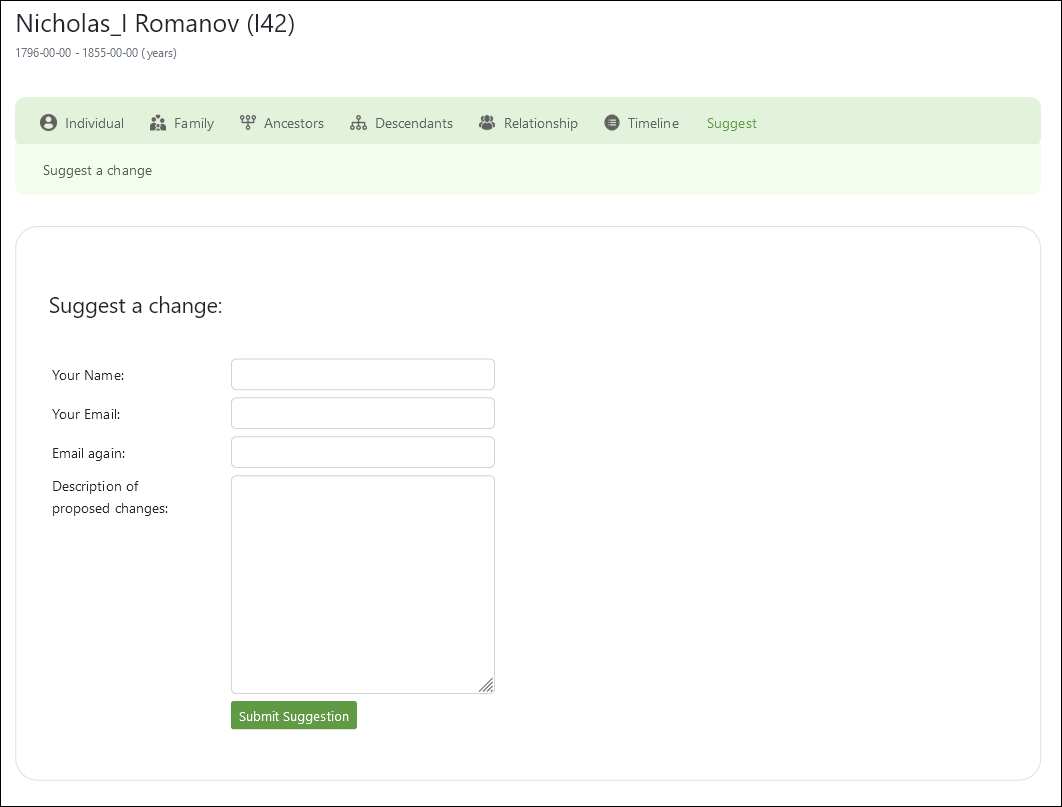 Nicholas_I Romanov (I42)
1796-00-00 - 1855-00-00 ( years)
Individual Family Ancestors Descendants Relationship Timeline Suggest
Suggest a change
Suggest a change:
Your Name:
Your Email:
Email again:
Description of
proposed changes:
Submit Suggestion